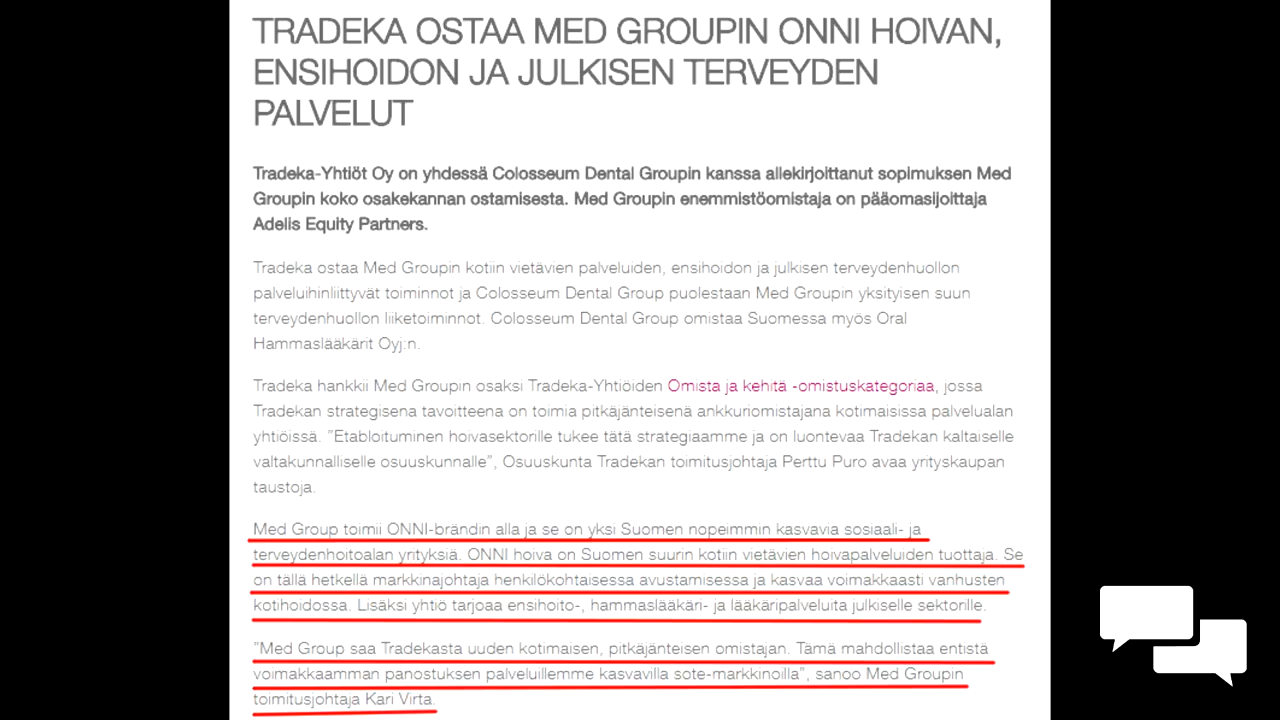 TRADEKA OSTAA MED GROUPIN ONNI HOIVAN,
ENSIHOIDON JA JULKISEN TERVEYDEN
PALVELUT
Tradeka-Yhtiöt Oy on yhdessä Colosseum Dental Groupin kanssa allekirjoittanut sopimuksen Med
Groupin koko osakekannan ostamisesta. Med Groupin enemmistöomistaja on pääomasijoittaja
Adelis Equity Partners.
Tradeka ostaa Med Groupin kotiin vietävien palveluiden, ensihoidon ja julkisen terveydenhuollon
palveluihinliittyvät toiminnot ja Colosseum Dental Group puolestaan Med Groupin yksityisen suun
terveydenhuollon liiketoiminnot. Colosseum Dental Group omistaa Suomessa myös Oral
Hammaslääkärit Oyj:n.
Tradeka hankkii Med Groupin osaksi Tradeka-Yhtiöiden Omista ja kehitä -omistuskategoriaa, jossa
Tradekan strategisena tavoitteena on toimia pitkäjänteisenä ankkuriomistajana kotimaisissa palvelualan
yhtiöissä. ”Etabloituminen hoivasektorille tukee tätä strategiaamme ja on luontevaa Tradekan kaltaiselle
valtakunnalliselle osuuskunnalle”, Osuuskunta Tradekan toimitusjohtaja Perttu Puro avaa yrityskaupan
taustoja.
Med Group toimii ONNI-brändin alla ja se on yksi Suomen nopeimmin kasvavia sosiaali- ja
terveydenhoitoalan yrityksiä. ONNI hoiva on Suomen suurin kotiin vietävien hoivapalveluiden tuottaja. Se
on tällä hetkellä markkinajohtaja henkilökohtaisessa avustamisessa ja kasvaa voimakkaasti vanhusten
kotihoidossa. Lisäksi yhtiö tarjoaa ensihoito-, hammaslääkäri- ja lääkäripalveluita julkiselle sektorille.
”Med Group saa Tradekasta uuden kotimaisen, pitkäjänteisen omistajan. Tämä mahdollistaa entistä
voimakkaamman panostuksen palveluillemme kasvavilla sote-markkinoilla”, sanoo Med Groupin
toimitusjohtaja Kari Virta.